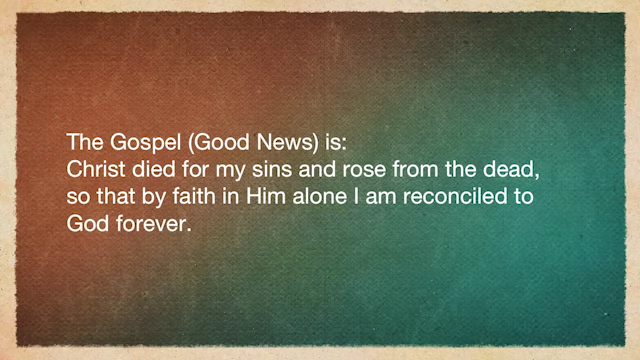 The Gospel (Good News) is:
Christ died for my sins and rose from the dead,
so that by faith in Him alone I am reconciled to
God forever.